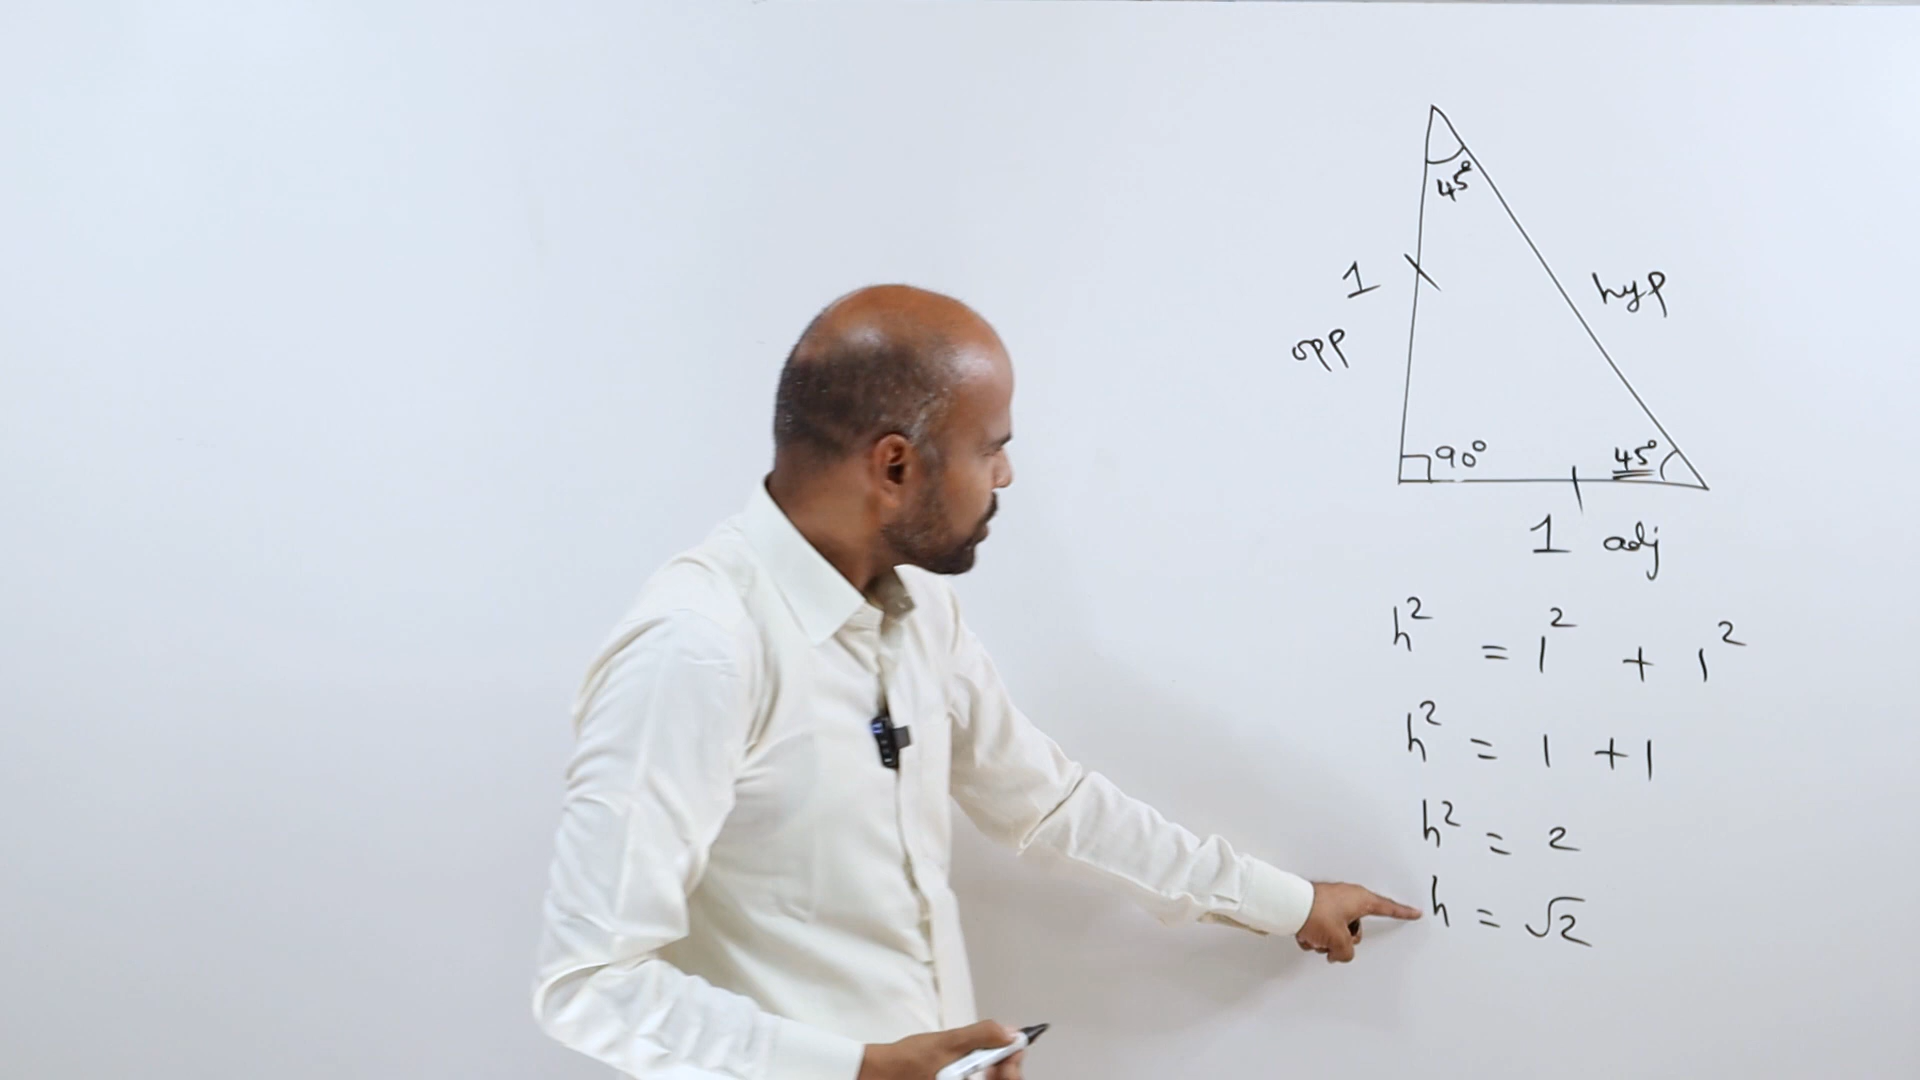 45°
1
hyp
opp
90° 45°
1 adj
h² = 1² + 1²
h² = 1 + 1
h² = 2
h = √2